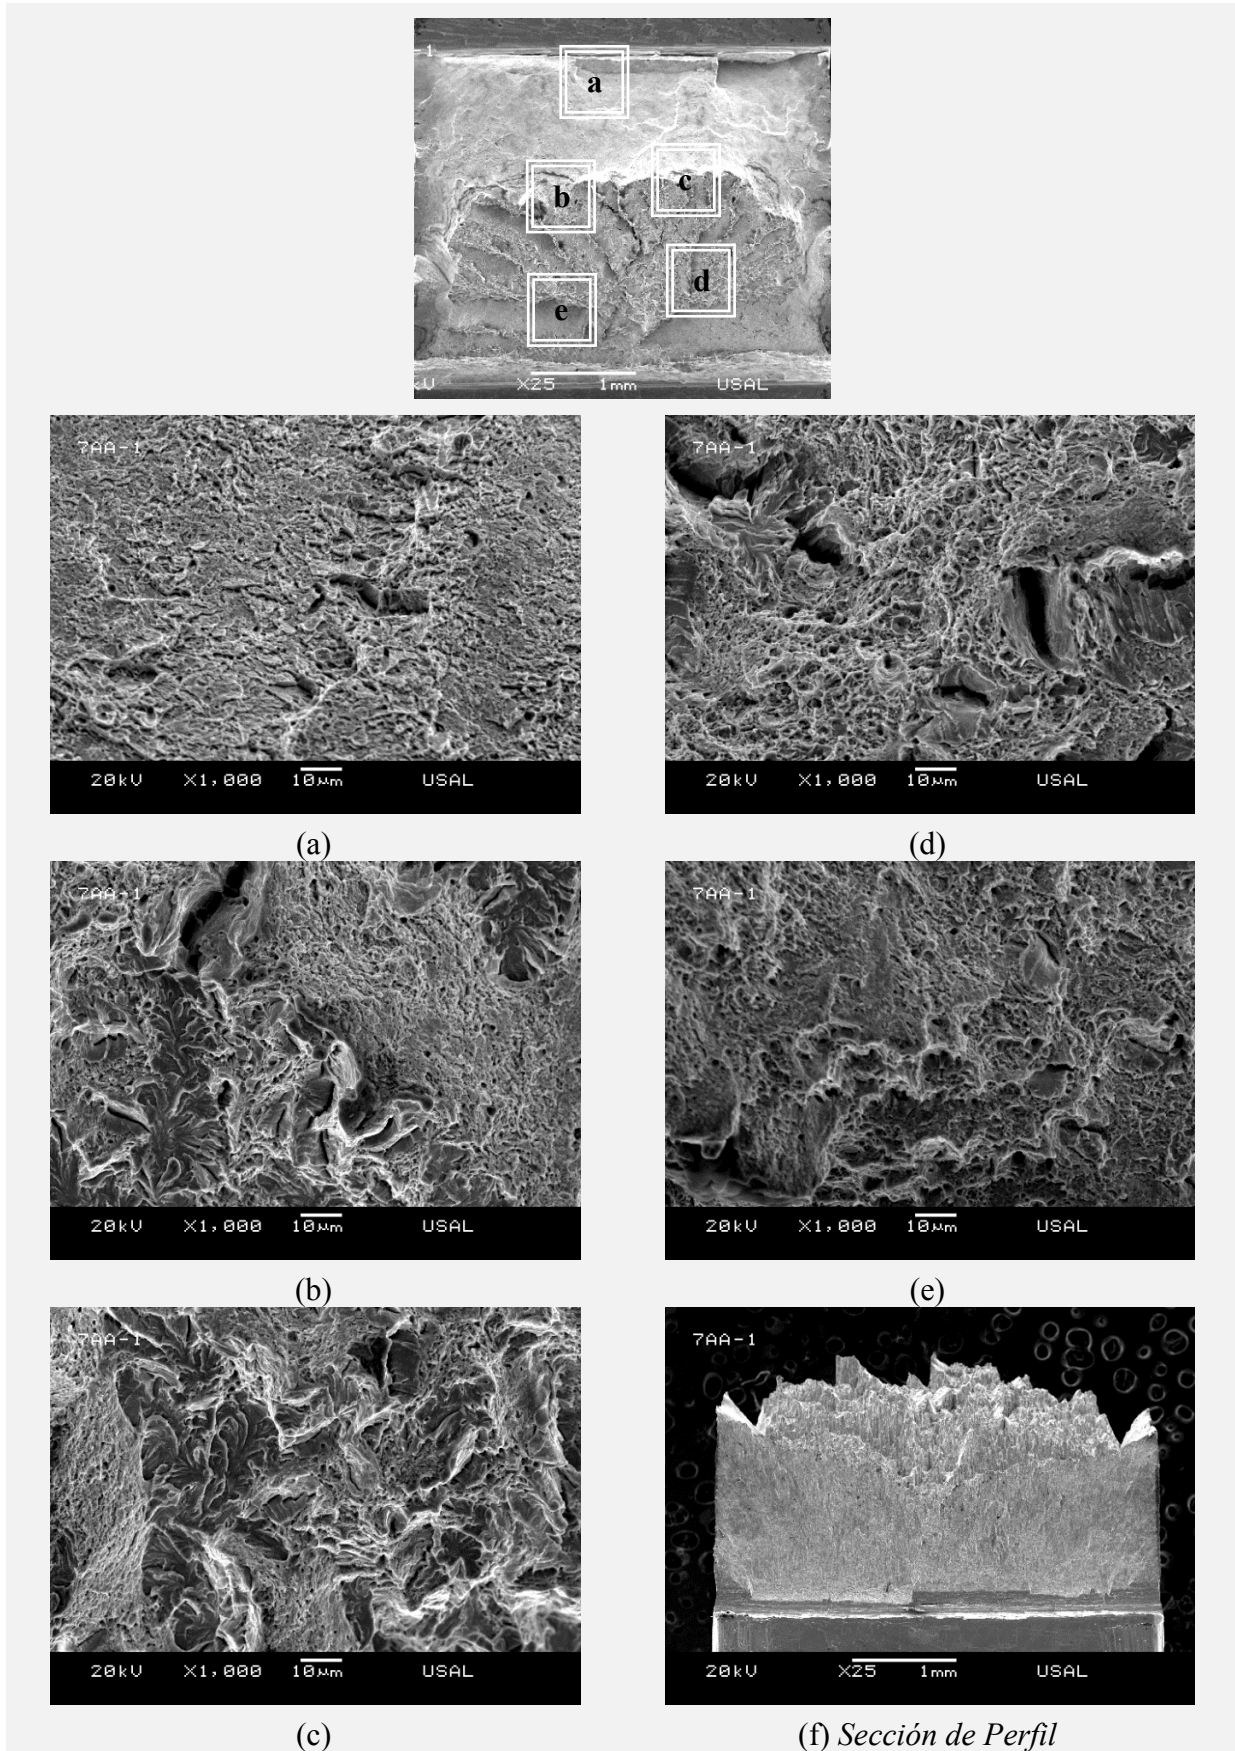 -1
a
b
c
d
e
kV X25 1mm USAL
7AA-1
20kV X1,000 10µm USAL
(a)
7AA-1
20kV X1,000 10µm USAL
(d)
7AA-1
20kV X1,000 10µm USAL
(b)
7AA-1
20kV X1,000 10µm USAL
(e)
7AA-1
20kV X1,000 10µm USAL
(c)
7AA-1
20kV X25 1mm USAL
(f) Sección de Perfil